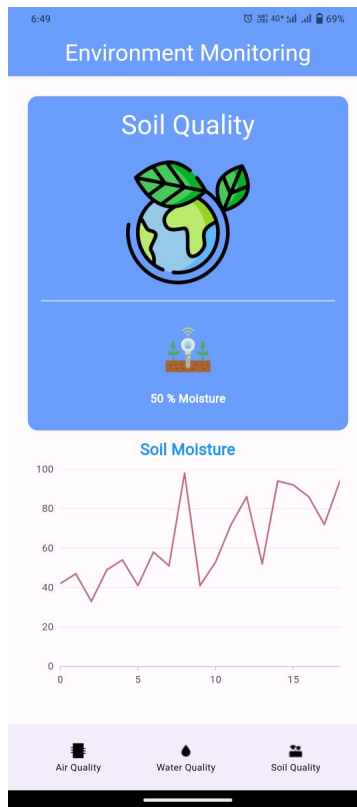 6:49 4G+ 69%
Environment Monitoring
Soil Quality
50 % Moisture
Soil Moisture
100
80
60
40
20
0
0 5 10 15
Air Quality Water Quality Soil Quality